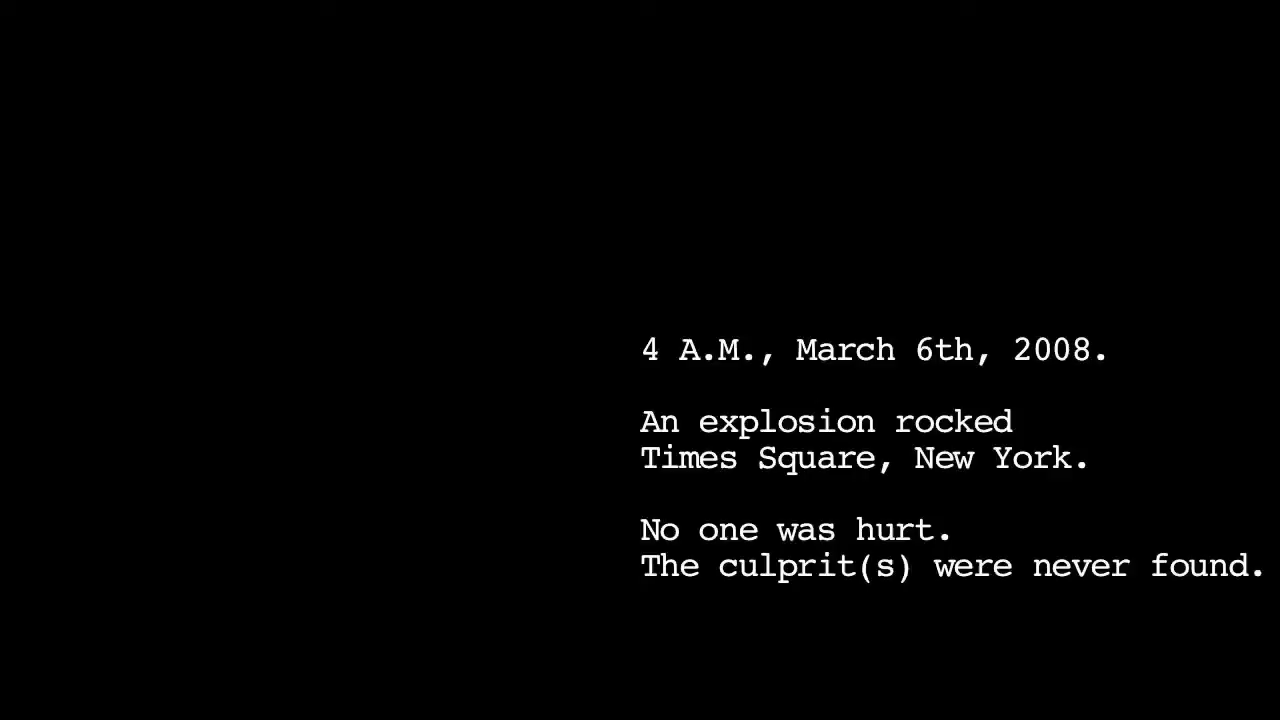 4 A.M., March 6th, 2008.
An explosion rocked
Times Square, New York.
No one was hurt.
The culprit(s) were never found.